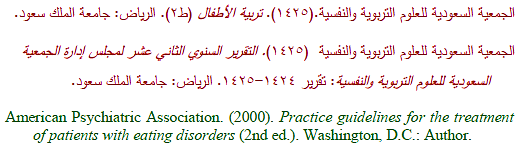 الجمعية السعودية للعلوم التربوية والنفسية.(١٤٢٥). تربية الأطفال (ط٢). الرياض: جامعة الملك سعود.
الجمعية السعودية للعلوم التربوية والنفسية (١٤٢٥). التقرير السنوي الثاني عشر لمجلس إدارة الجمعية
السعودية للعلوم التربوية والنفسية: تقرير ١٤٢٤-١٤٢٥. الرياض: جامعة الملك سعود.
American Psychiatric Association. (2000). Practice guidelines for the treatment
of patients with eating disorders (2nd ed.). Washington, D.C.: Author.